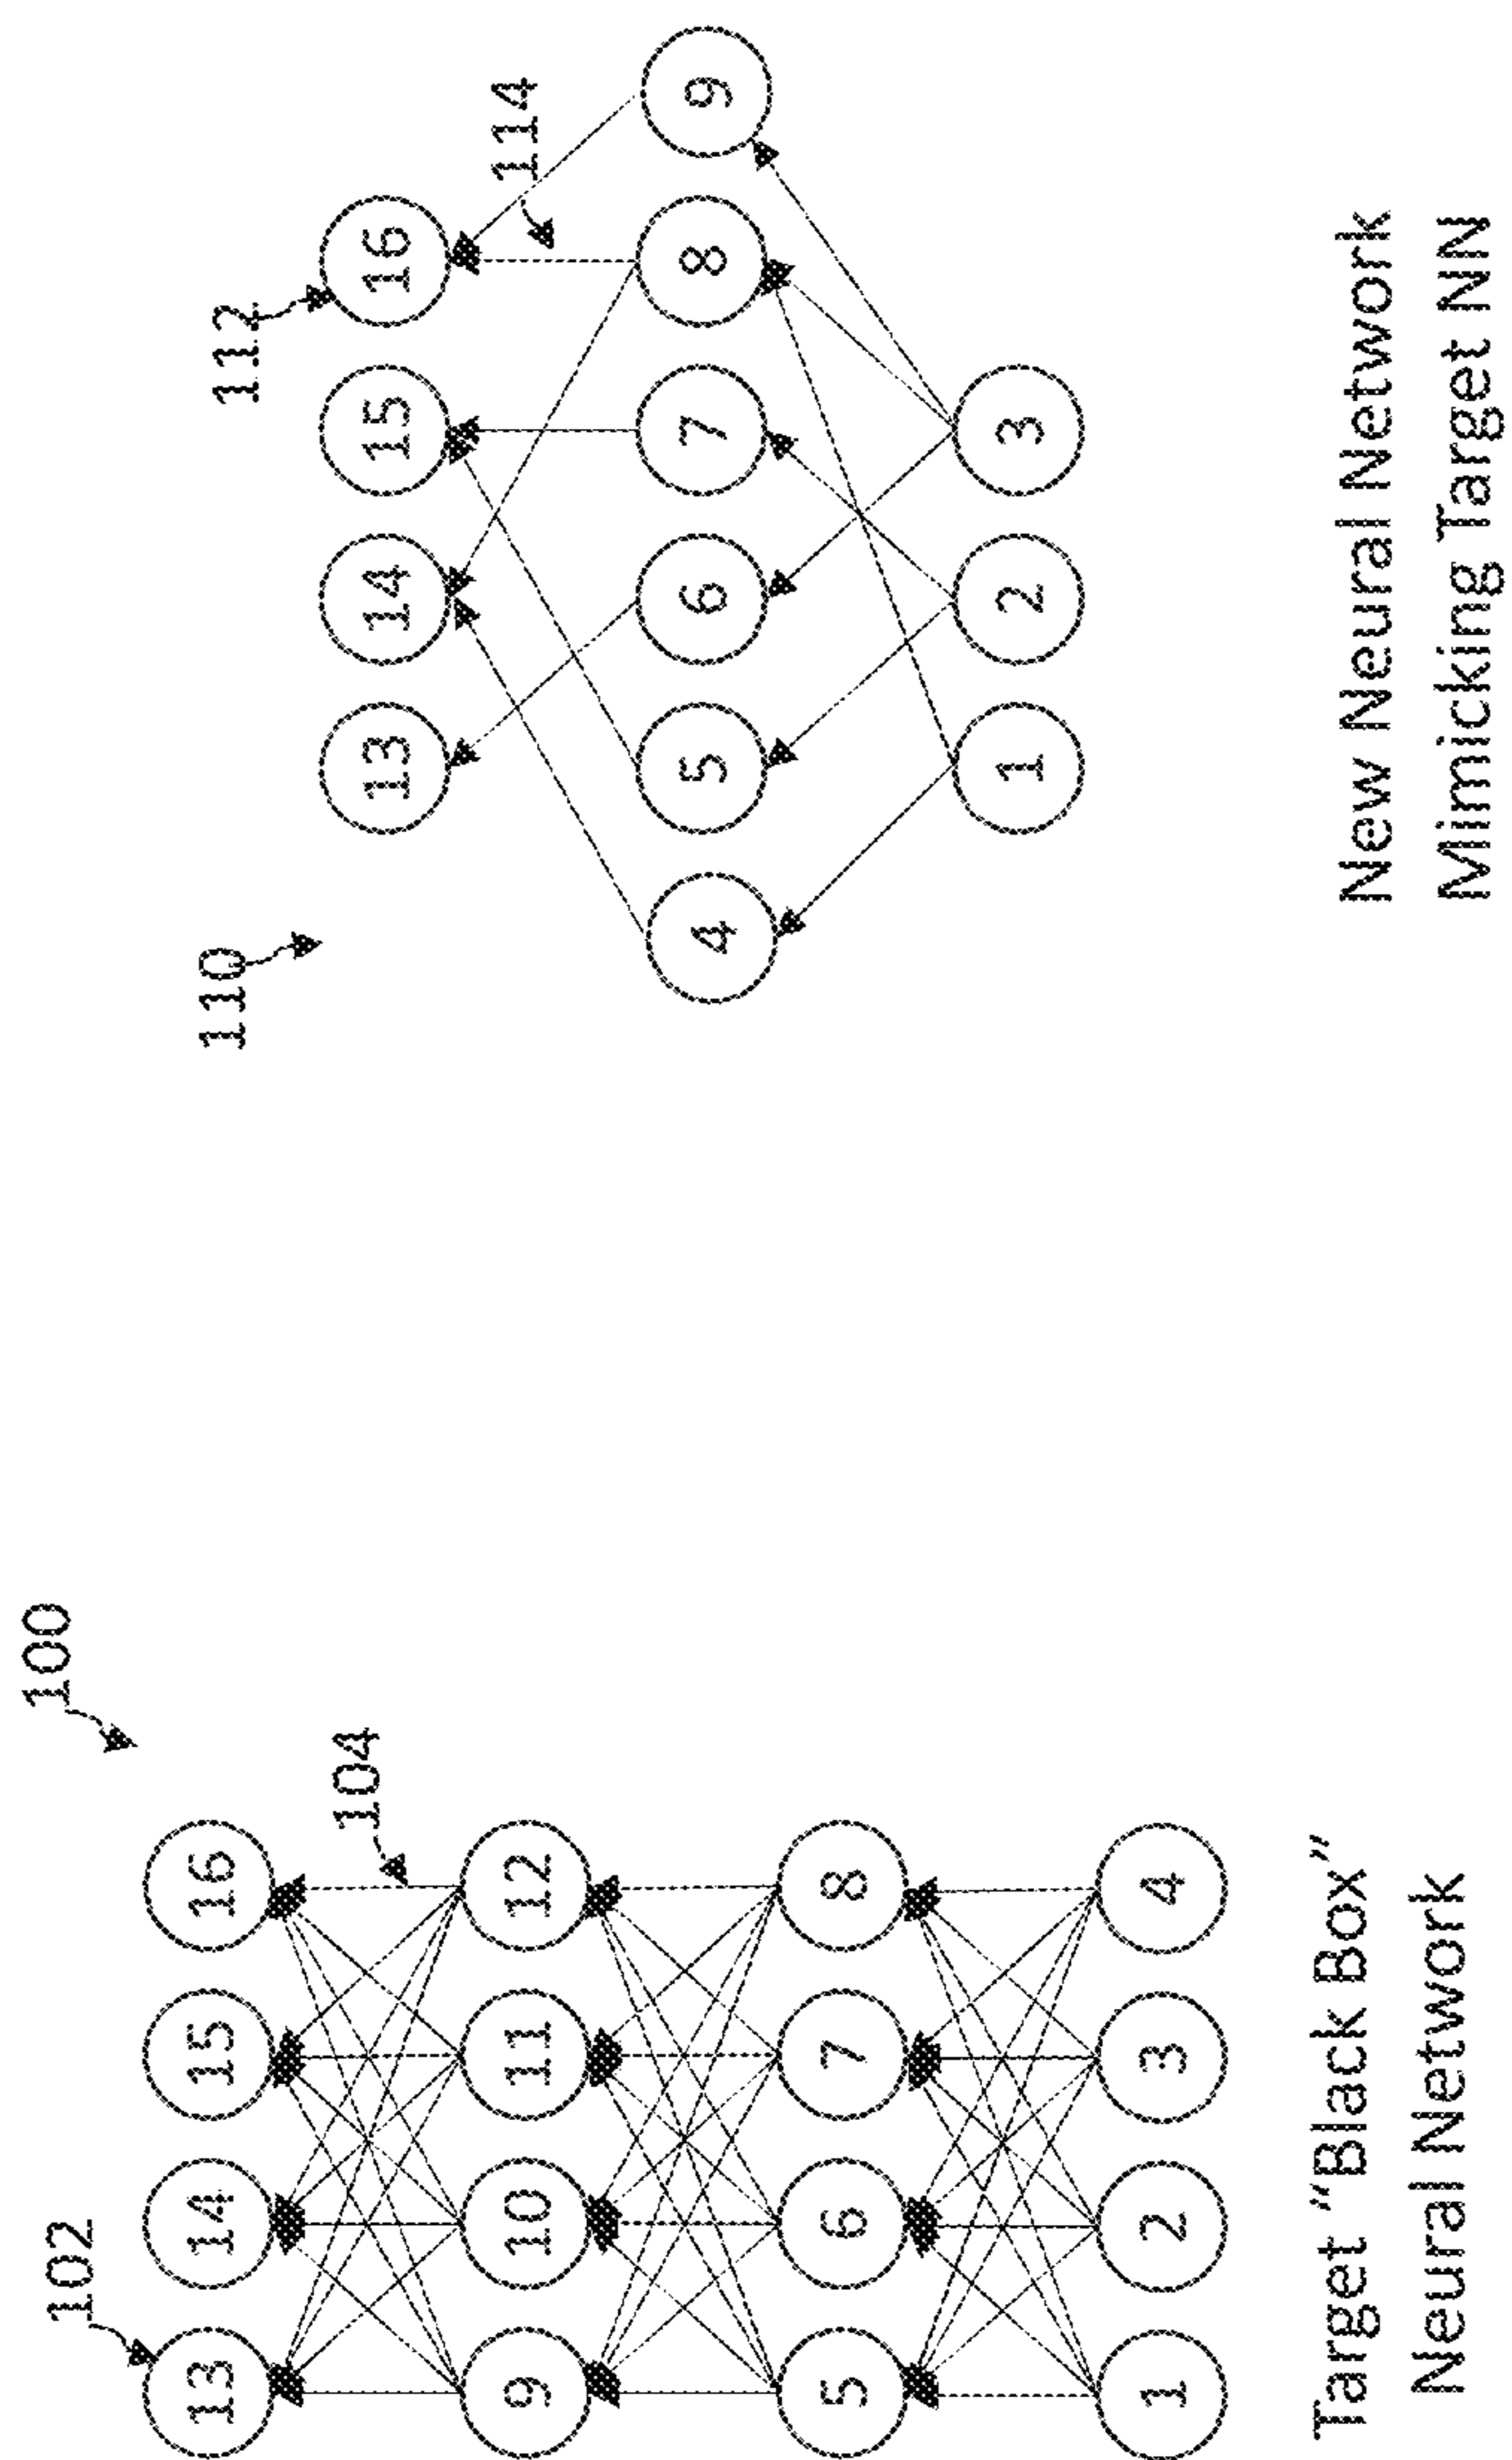 100
102
13 14 15 16
104
9 10 11 12
5 6 7 8
1 2 3 4
Target "Black Box"
Neural Network
110
112
13 14 15 16
114
4 5 6 7 8 9
1 2 3
New Neural Network
Mimicking Target NN